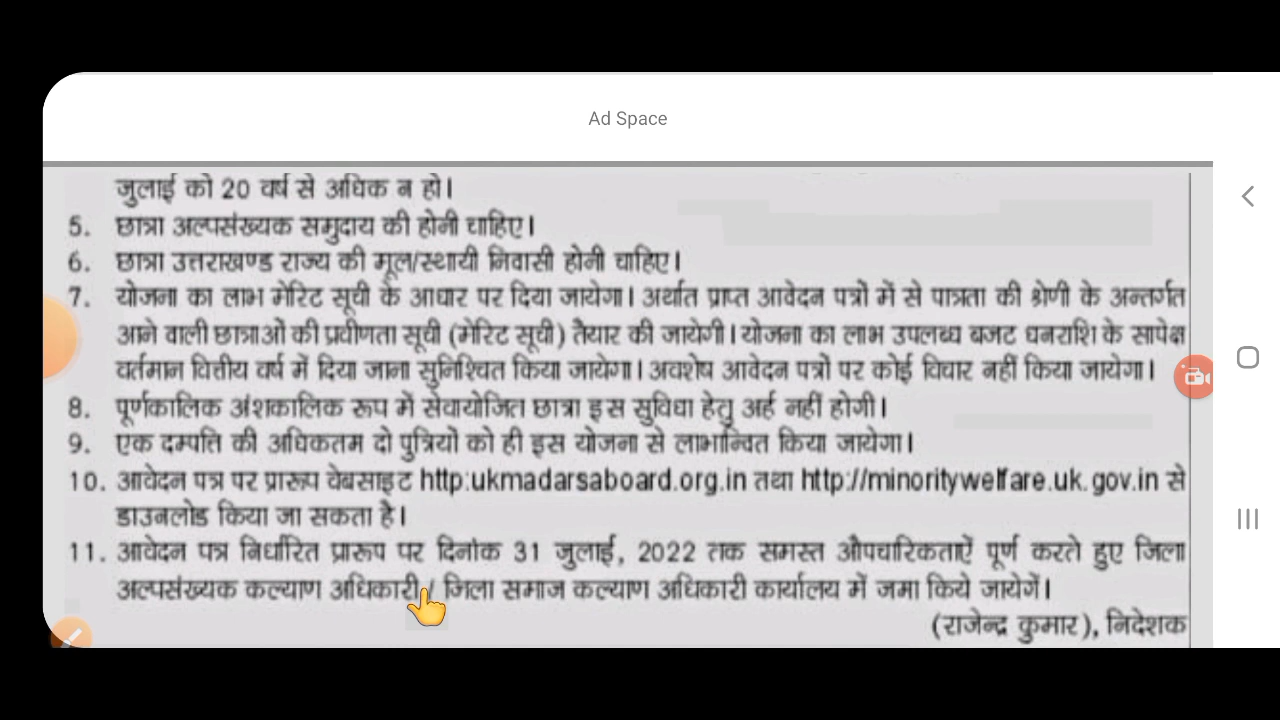 Ad Space
जुलाई को 20 वर्ष से अधिक न हो।
5. छात्रा अल्पसंख्यक समुदाय की होनी चाहिए।
6. छात्रा उत्तराखण्ड राज्य की मूल/स्थायी निवासी होनी चाहिए।
7. योजना का लाभ मेरिट सूची के आधार पर दिया जायेगा। अर्थात प्राप्त आवेदन पत्रों में से पात्रता की श्रेणी के अन्तर्गत
आने वाली छात्राओं की प्रवीणता सूची (मेरिट सूची) तैयार की जायेगी। योजना का लाभ उपलब्ध बजट धनराशि के सापेक्ष
वर्तमान वित्तीय वर्ष में दिया जाना सुनिश्चित किया जायेगा। अवशेष आवेदन पत्रों पर कोई विचार नहीं किया जायेगा।
8. पूर्णकालिक अंशकालिक रूप में सेवायोजित छात्रा इस सुविधा हेतु अर्ह नहीं होगी।
9. एक दम्पत्ति की अधिकतम दो पुत्रियों को ही इस योजना से लाभान्वित किया जायेगा।
10. आवेदन पत्र पर प्रारूप वेबसाइट http:ukmadarsaboard.org.in तथा http://minoritywelfare.uk.gov.in से
डाउनलोड किया जा सकता है।
11. आवेदन पत्र निर्धारित प्रारूप पर दिनांक 31 जुलाई, 2022 तक समस्त औपचारिकताऐं पूर्ण करते हुए जिला
अल्पसंख्यक कल्याण अधिकारी/ जिला समाज कल्याण अधिकारी कार्यालय में जमा किये जायेगें।
(राजेन्द्र कुमार), निदेशक